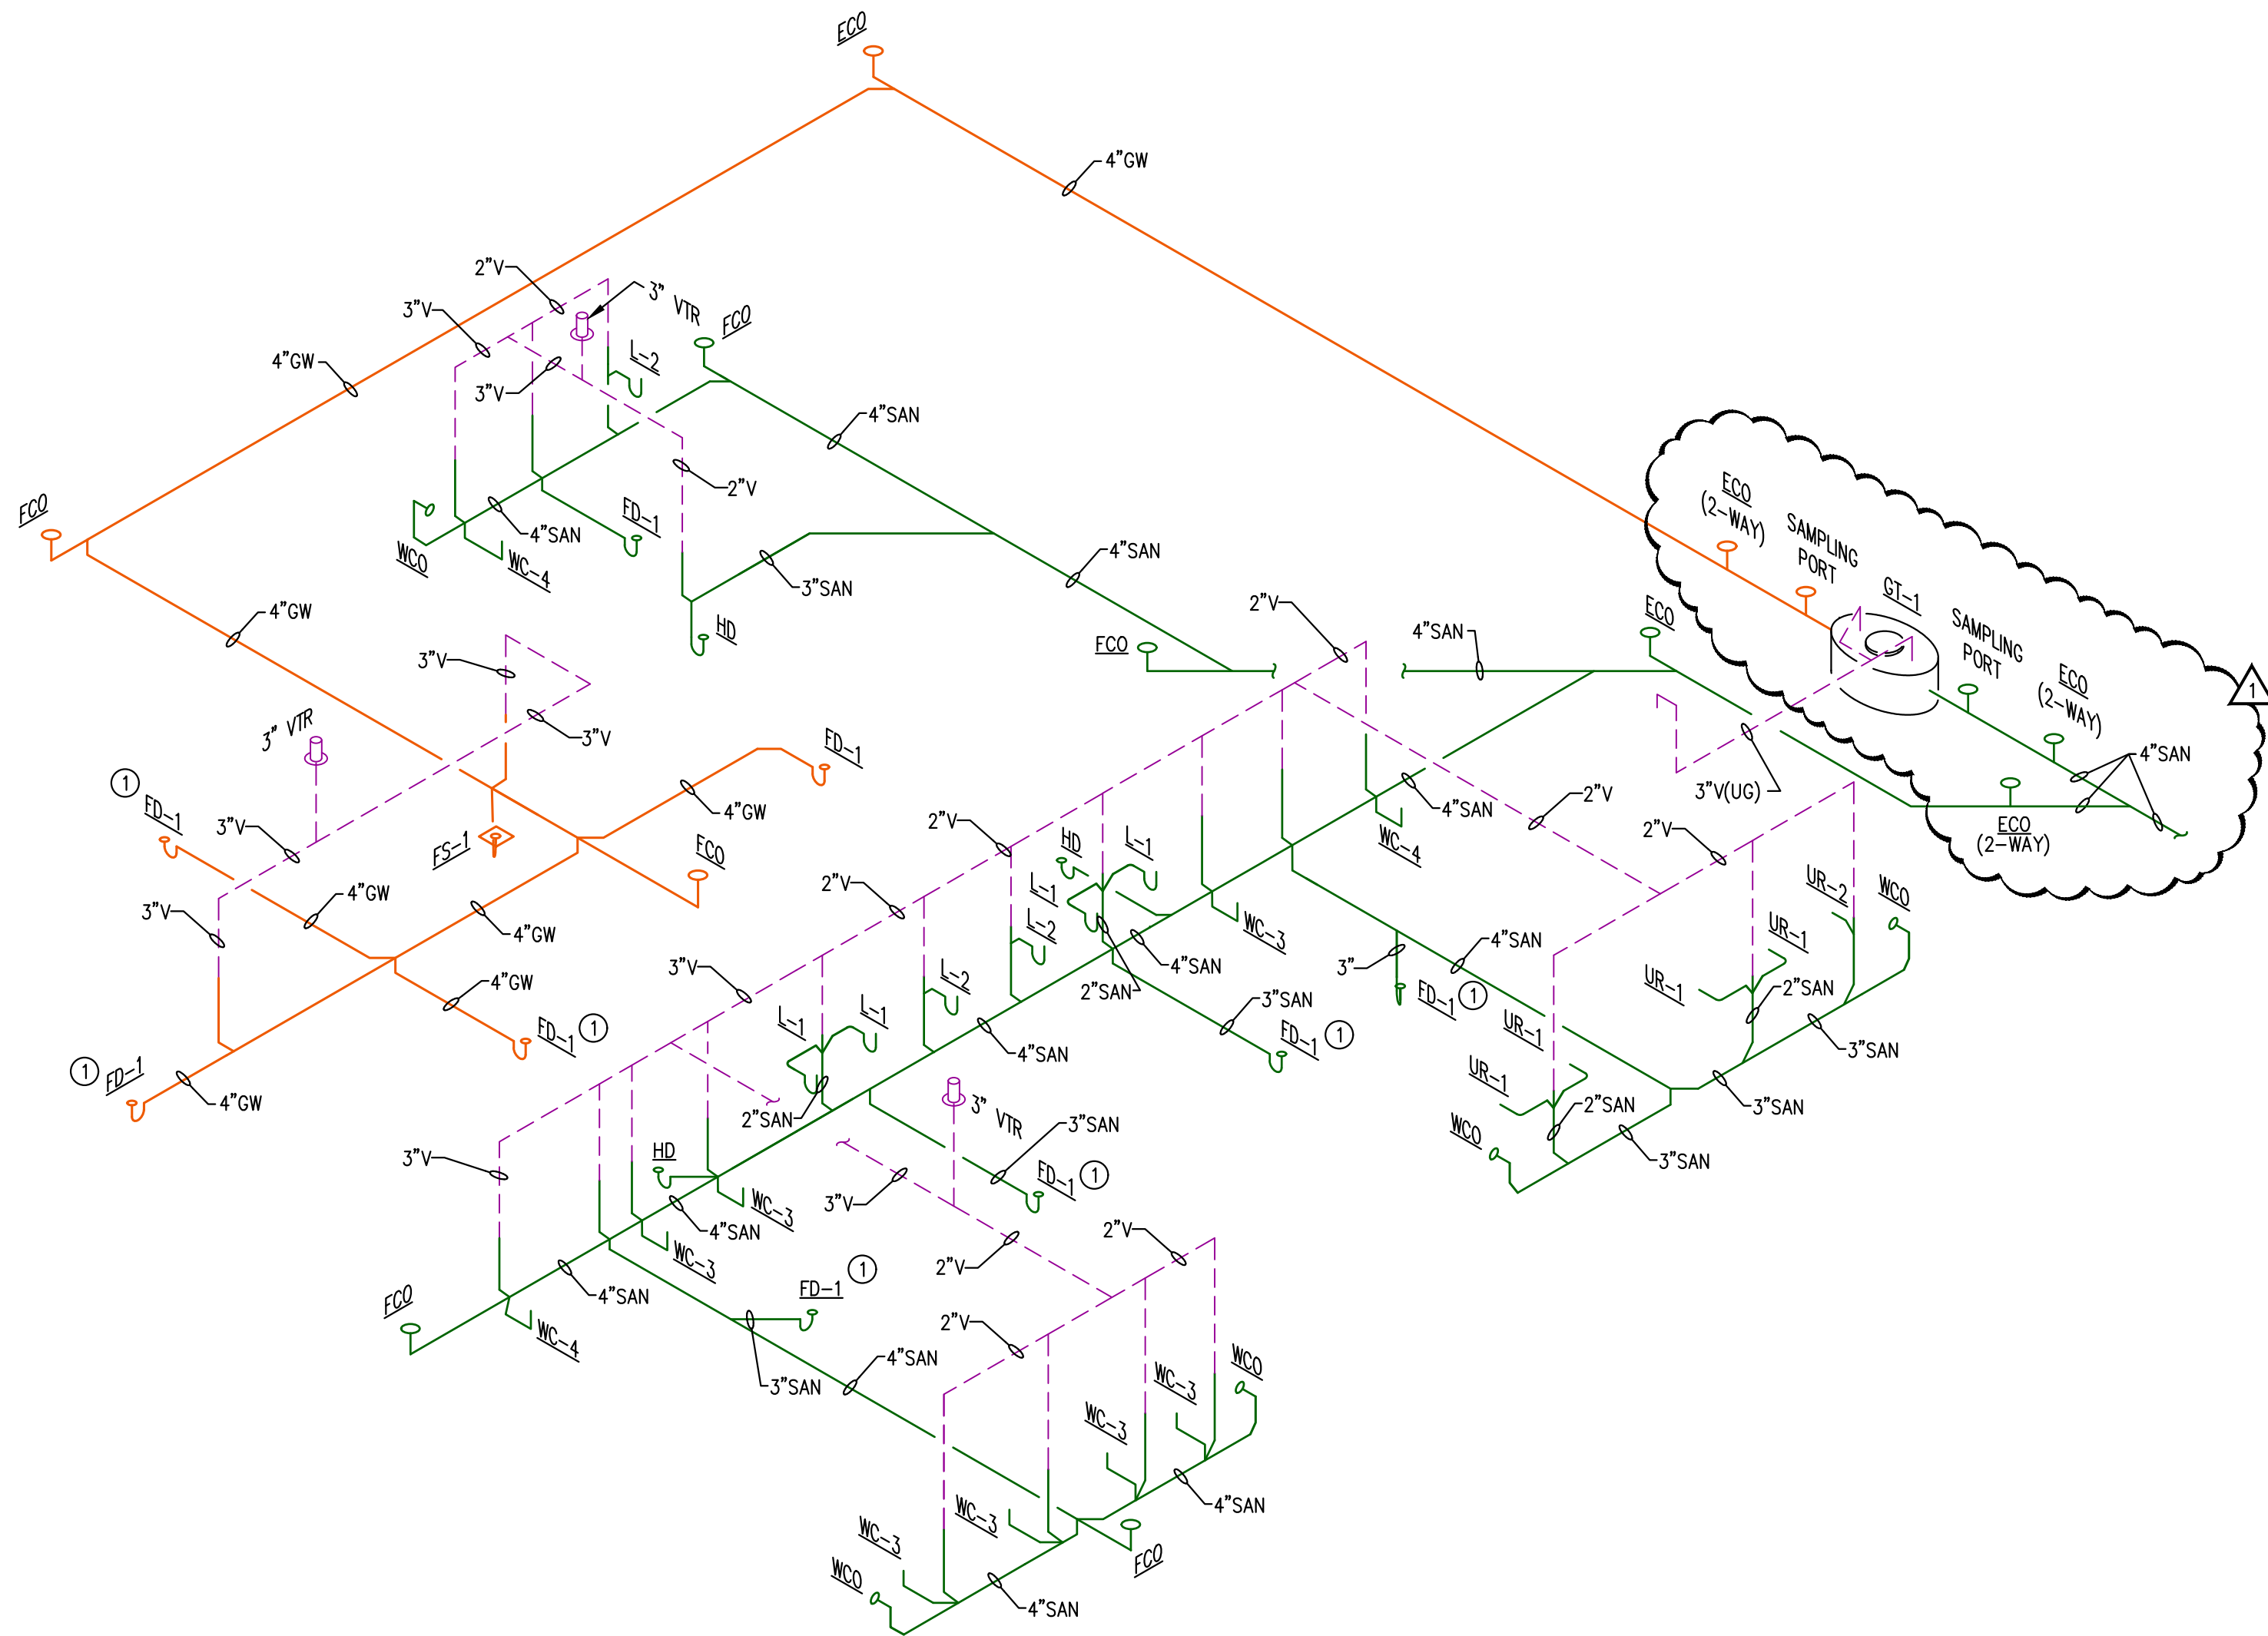 ECO
4"GW
2"V
3"V
3" VTR
FCO
4"GW
L-2
3"V
4"SAN
ECO
(2-WAY)
SAMPLING
PORT
GT-1
SAMPLING
PORT
ECO
(2-WAY)
1
4"SAN
2"V
FD-1
4"SAN
WCO
WC-4
FCO
4"SAN
3"SAN
HD
4"GW
2"V
4"SAN
ECO
FCO
3"V
3"V
3" VTR
FD-1
1
FD-1
3"V
4"GW
FS-1
FCO
3"V(UG)
ECO
(2-WAY)
2"V
4"SAN
WC-4
2"V
2"V
HD
L-1
L-1
L-2
2"V
UR-2
WCO
UR-1
UR-1
2"SAN
3"SAN
3"V
4"GW
4"GW
4"GW
FD-1
1
1
FD-1
4"GW
3"V
L-2
WC-3
4"SAN
2"SAN
3"
4"SAN
FD-1
1
3"SAN
FD-1
1
UR-1
UR-1
2"SAN
3"SAN
WCO
3"SAN
L-1
L-1
4"SAN
2"SAN
3" VTR
3"SAN
FD-1
1
3"V
HD
WC-3
4"SAN
WC-3
3"V
2"V
2"V
FD-1
1
4"SAN
FCO
WC-4
3"SAN
4"SAN
2"V
WCO
WC-3
WC-3
4"SAN
WC-3
WC-3
WCO
FCO
4"SAN